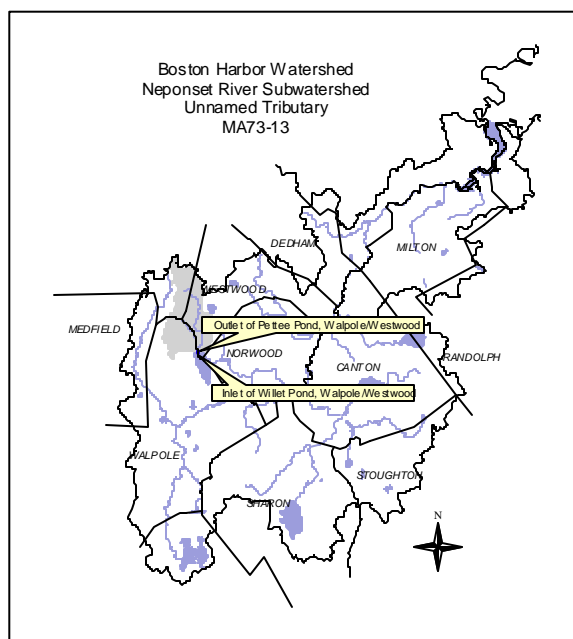 Boston Harbor Watershed
Neponset River Subwatershed
Unnamed Tributary
MA73-13
DEDHAM
MILTON
WESTWOOD
MEDFIELD
Outlet of Pettee Pond, Walpole/Westwood
NORWOOD
RANDOLPH
CANTON
Inlet of Willet Pond, Walpole/Westwood
WALPOLE
STOUGHTON
SHARON
N